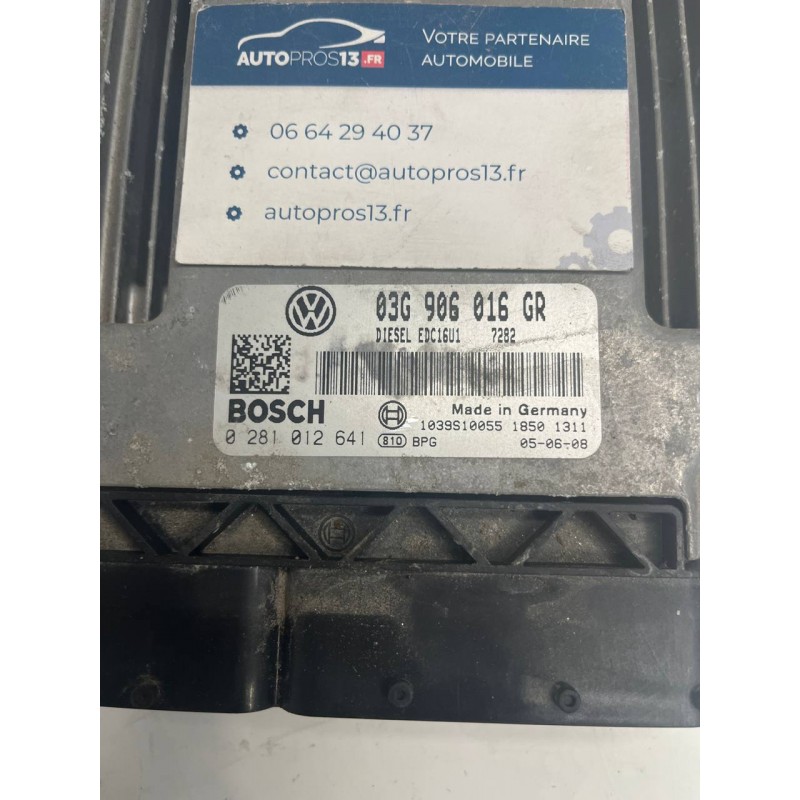 AUTOPROS13.FR
VOTRE PARTENAIRE
AUTOMOBILE
06 64 29 40 37
contact@autopros13.fr
autopros13.fr
03G 906 016 GR
DIESEL EDC16U1 7282
BOSCH
Made in Germany
1039S10055 1850 1311
0 281 012 641 810 BPG 05-06-08